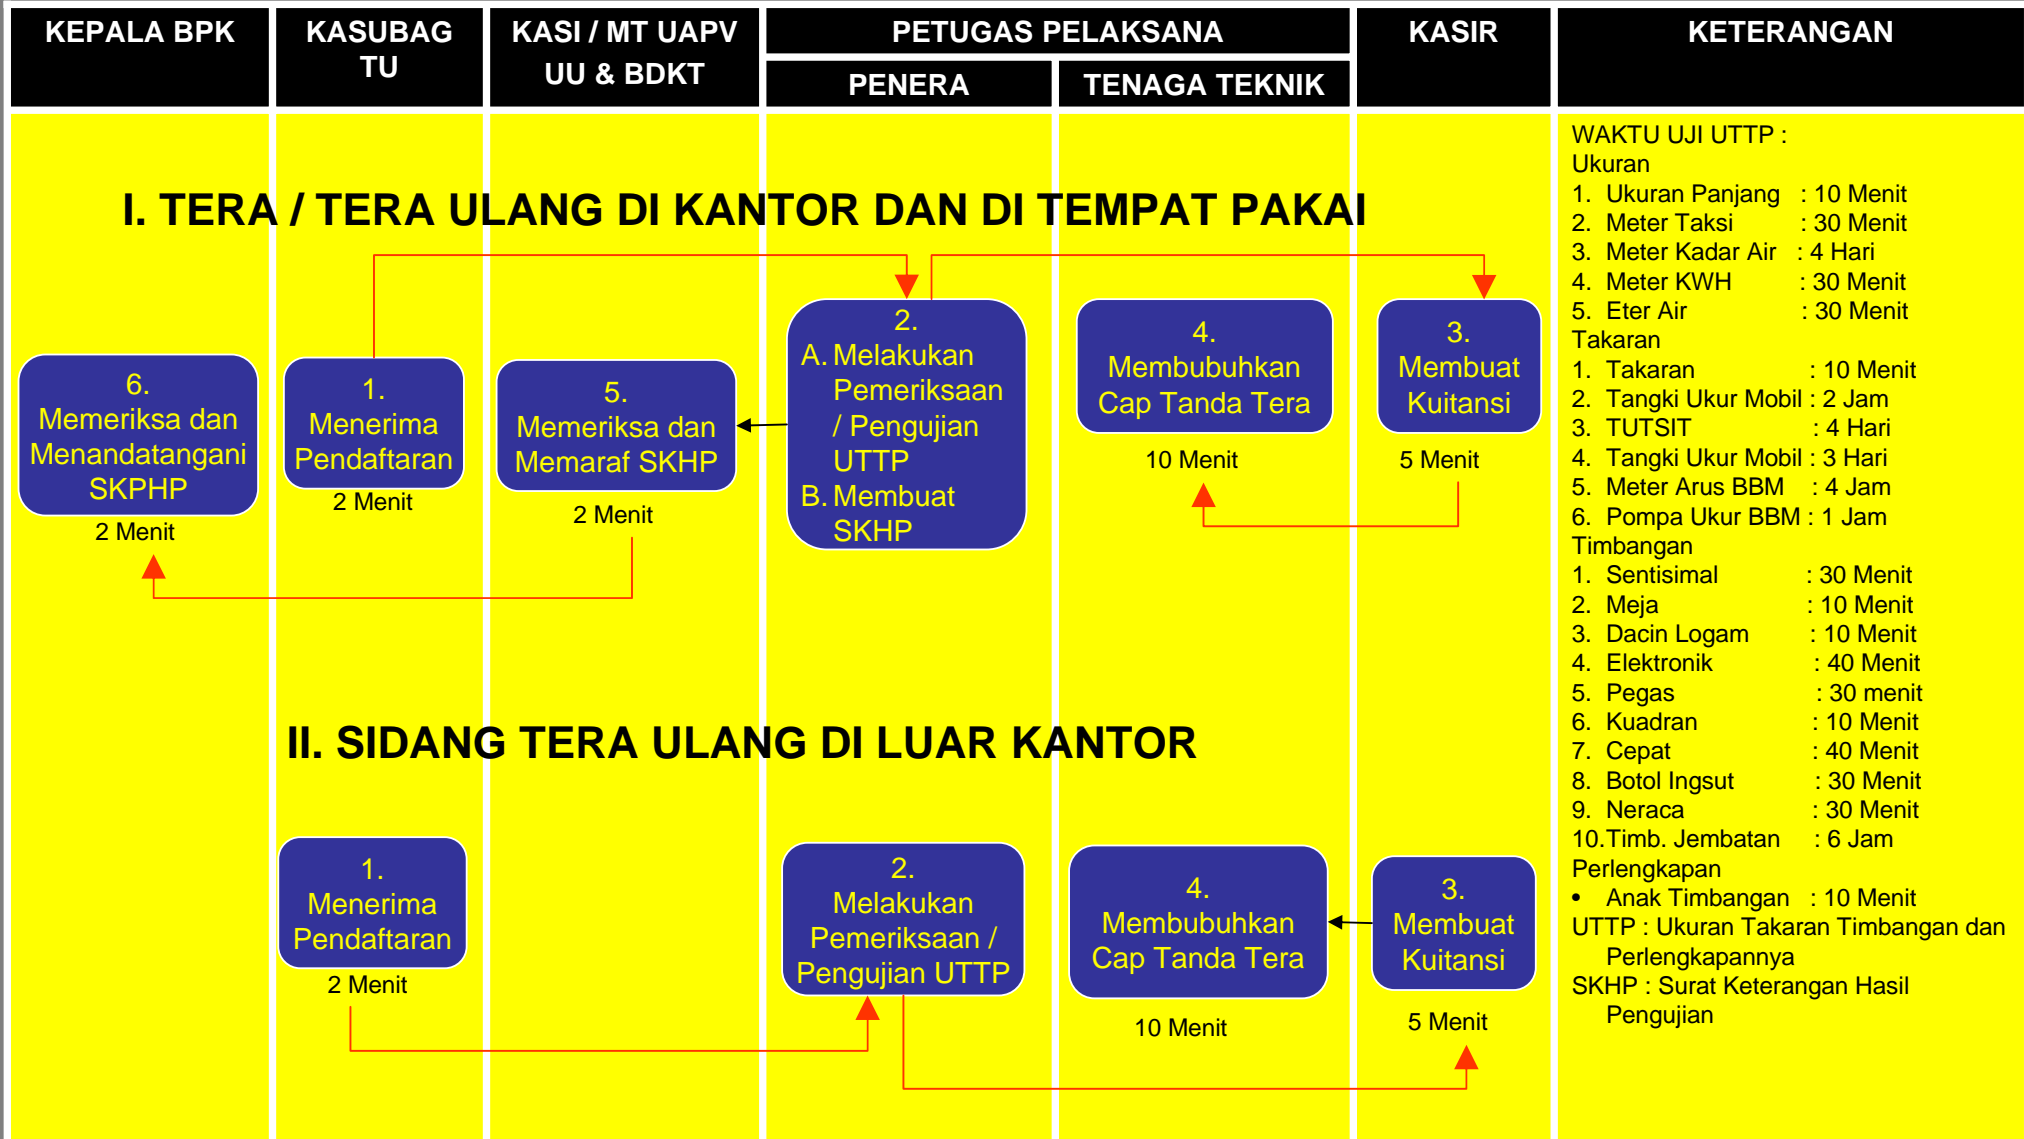 KEPALA BPK
KASUBAG
TU
KASI / MT UAPV
UU & BDKT
PETUGAS PELAKSANA
PENERA
TENAGA TEKNIK
KASIR
KETERANGAN
I. TERA / TERA ULANG DI KANTOR DAN DI TEMPAT PAKAI
6.
Memeriksa dan
Menandatangani
SKPHP
2 Menit
1.
Menerima
Pendaftaran
2 Menit
5.
Memeriksa dan
Memaraf SKHP
2 Menit
2.
A. Melakukan
Pemeriksaan
/ Pengujian
UTTP
B. Membuat
SKHP
4.
Membubuhkan
Cap Tanda Tera
10 Menit
3.
Membuat
Kuitansi
5 Menit
II. SIDANG TERA ULANG DI LUAR KANTOR
1.
Menerima
Pendaftaran
2 Menit
2.
Melakukan
Pemeriksaan /
Pengujian UTTP
4.
Membubuhkan
Cap Tanda Tera
10 Menit
3.
Membuat
Kuitansi
5 Menit
WAKTU UJI UTTP :
Ukuran
1. Ukuran Panjang : 10 Menit
2. Meter Taksi : 30 Menit
3. Meter Kadar Air : 4 Hari
4. Meter KWH : 30 Menit
5. Eter Air : 30 Menit
Takaran
1. Takaran : 10 Menit
2. Tangki Ukur Mobil : 2 Jam
3. TUTSIT : 4 Hari
4. Tangki Ukur Mobil : 3 Hari
5. Meter Arus BBM : 4 Jam
6. Pompa Ukur BBM : 1 Jam
Timbangan
1. Sentisimal : 30 Menit
2. Meja : 10 Menit
3. Dacin Logam : 10 Menit
4. Elektronik : 40 Menit
5. Pegas : 30 menit
6. Kuadran : 10 Menit
7. Cepat : 40 Menit
8. Botol Ingsut : 30 Menit
9. Neraca : 30 Menit
10.Timb. Jembatan : 6 Jam
Perlengkapan
• Anak Timbangan : 10 Menit
UTTP : Ukuran Takaran Timbangan dan
Perlengkapannya
SKHP : Surat Keterangan Hasil
Pengujian